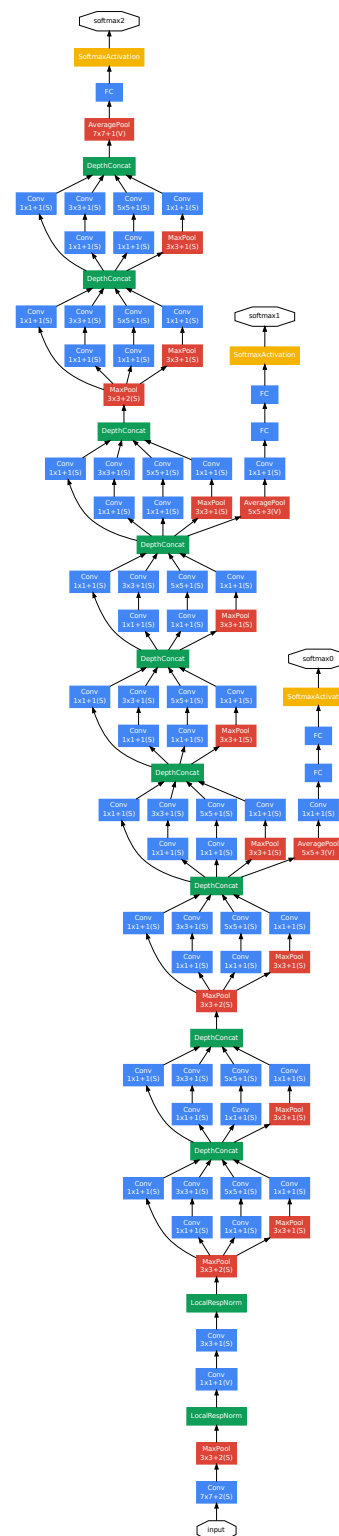 softmax2
SoftmaxActivation
FC
AveragePool
7x7+1(V)
DepthConcat
Conv Conv Conv Conv
1x1+1(S) 3x3+1(S) 5x5+1(S) 1x1+1(S)
Conv Conv MaxPool
1x1+1(S) 1x1+1(S) 3x3+1(S)
DepthConcat
Conv Conv Conv Conv
1x1+1(S) 3x3+1(S) 5x5+1(S) 1x1+1(S)
softmax1
Conv Conv MaxPool
1x1+1(S) 1x1+1(S) 3x3+1(S)
SoftmaxActivation
MaxPool
3x3+2(S)
FC
DepthConcat
FC
Conv Conv Conv Conv Conv
1x1+1(S) 3x3+1(S) 5x5+1(S) 1x1+1(S) 1x1+1(S)
Conv Conv MaxPool AveragePool
1x1+1(S) 1x1+1(S) 3x3+1(S) 5x5+3(V)
DepthConcat
Conv Conv Conv Conv
1x1+1(S) 3x3+1(S) 5x5+1(S) 1x1+1(S)
Conv Conv MaxPool
1x1+1(S) 1x1+1(S) 3x3+1(S)
DepthConcat
softmax0
Conv Conv Conv Conv
1x1+1(S) 3x3+1(S) 5x5+1(S) 1x1+1(S)
SoftmaxActivat
Conv Conv MaxPool
1x1+1(S) 1x1+1(S) 3x3+1(S)
FC
DepthConcat
FC
Conv Conv Conv Conv Conv
1x1+1(S) 3x3+1(S) 5x5+1(S) 1x1+1(S) 1x1+1(S)
Conv Conv MaxPool AveragePool
1x1+1(S) 1x1+1(S) 3x3+1(S) 5x5+3(V)
DepthConcat
Conv Conv Conv Conv
1x1+1(S) 3x3+1(S) 5x5+1(S) 1x1+1(S)
Conv Conv MaxPool
1x1+1(S) 1x1+1(S) 3x3+1(S)
MaxPool
3x3+2(S)
DepthConcat
Conv Conv Conv Conv
1x1+1(S) 3x3+1(S) 5x5+1(S) 1x1+1(S)
Conv Conv MaxPool
1x1+1(S) 1x1+1(S) 3x3+1(S)
DepthConcat
Conv Conv Conv Conv
1x1+1(S) 3x3+1(S) 5x5+1(S) 1x1+1(S)
Conv Conv MaxPool
1x1+1(S) 1x1+1(S) 3x3+1(S)
MaxPool
3x3+2(S)
LocalRespNorm
Conv
3x3+1(S)
Conv
1x1+1(V)
LocalRespNorm
MaxPool
3x3+2(S)
Conv
7x7+2(S)
input